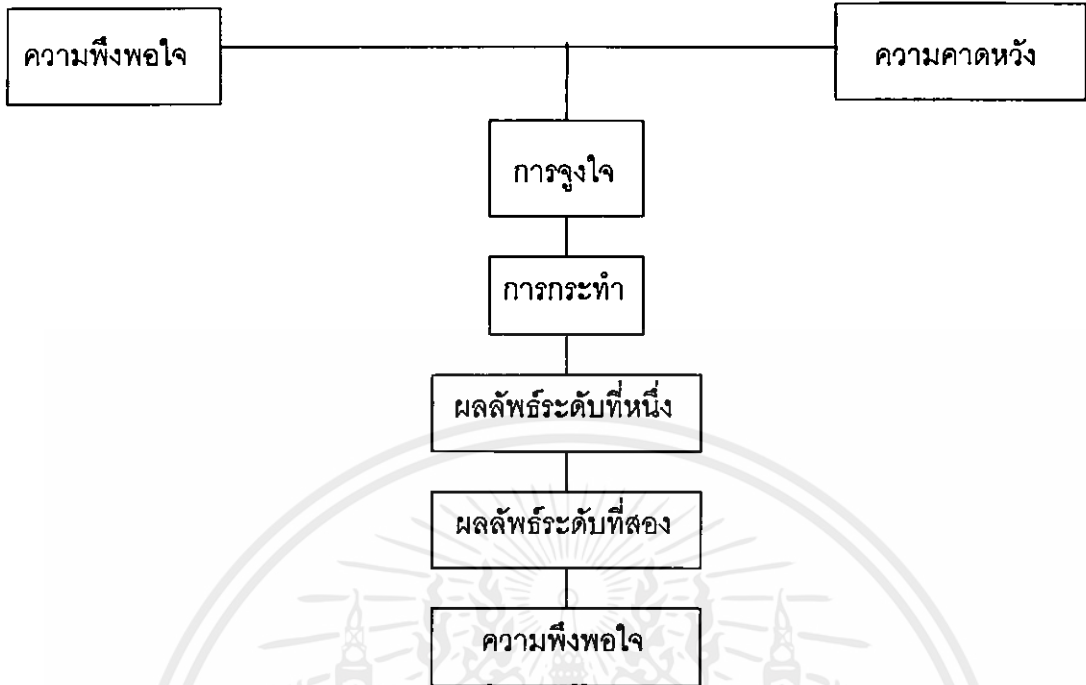 ความพึงพอใจ
ความคาดหวัง
การจูงใจ
การกระทำ
ผลลัพธ์ระดับที่หนึ่ง
ผลลัพธ์ระดับที่สอง
ความพึงพอใจ